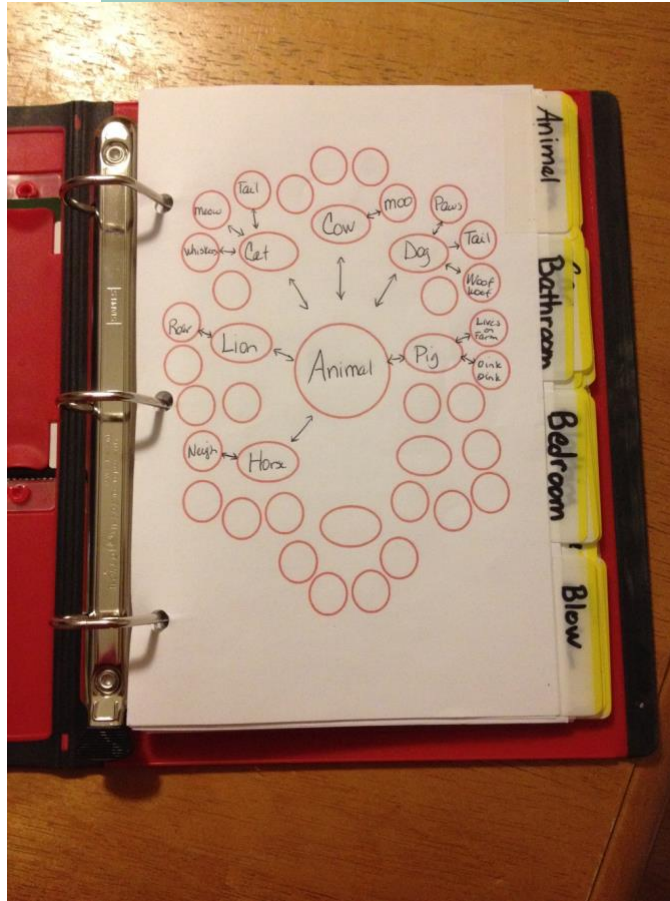 Animal
Bathroom
Bedroom
Blow
Tail
meow
whiskers
Cat
Cow
moo
Paws
Dog
Tail
Woof
woof
Roar
Lion
Animal
Pig
Lives
on
Farm
Oink
oink
Neigh
Horse